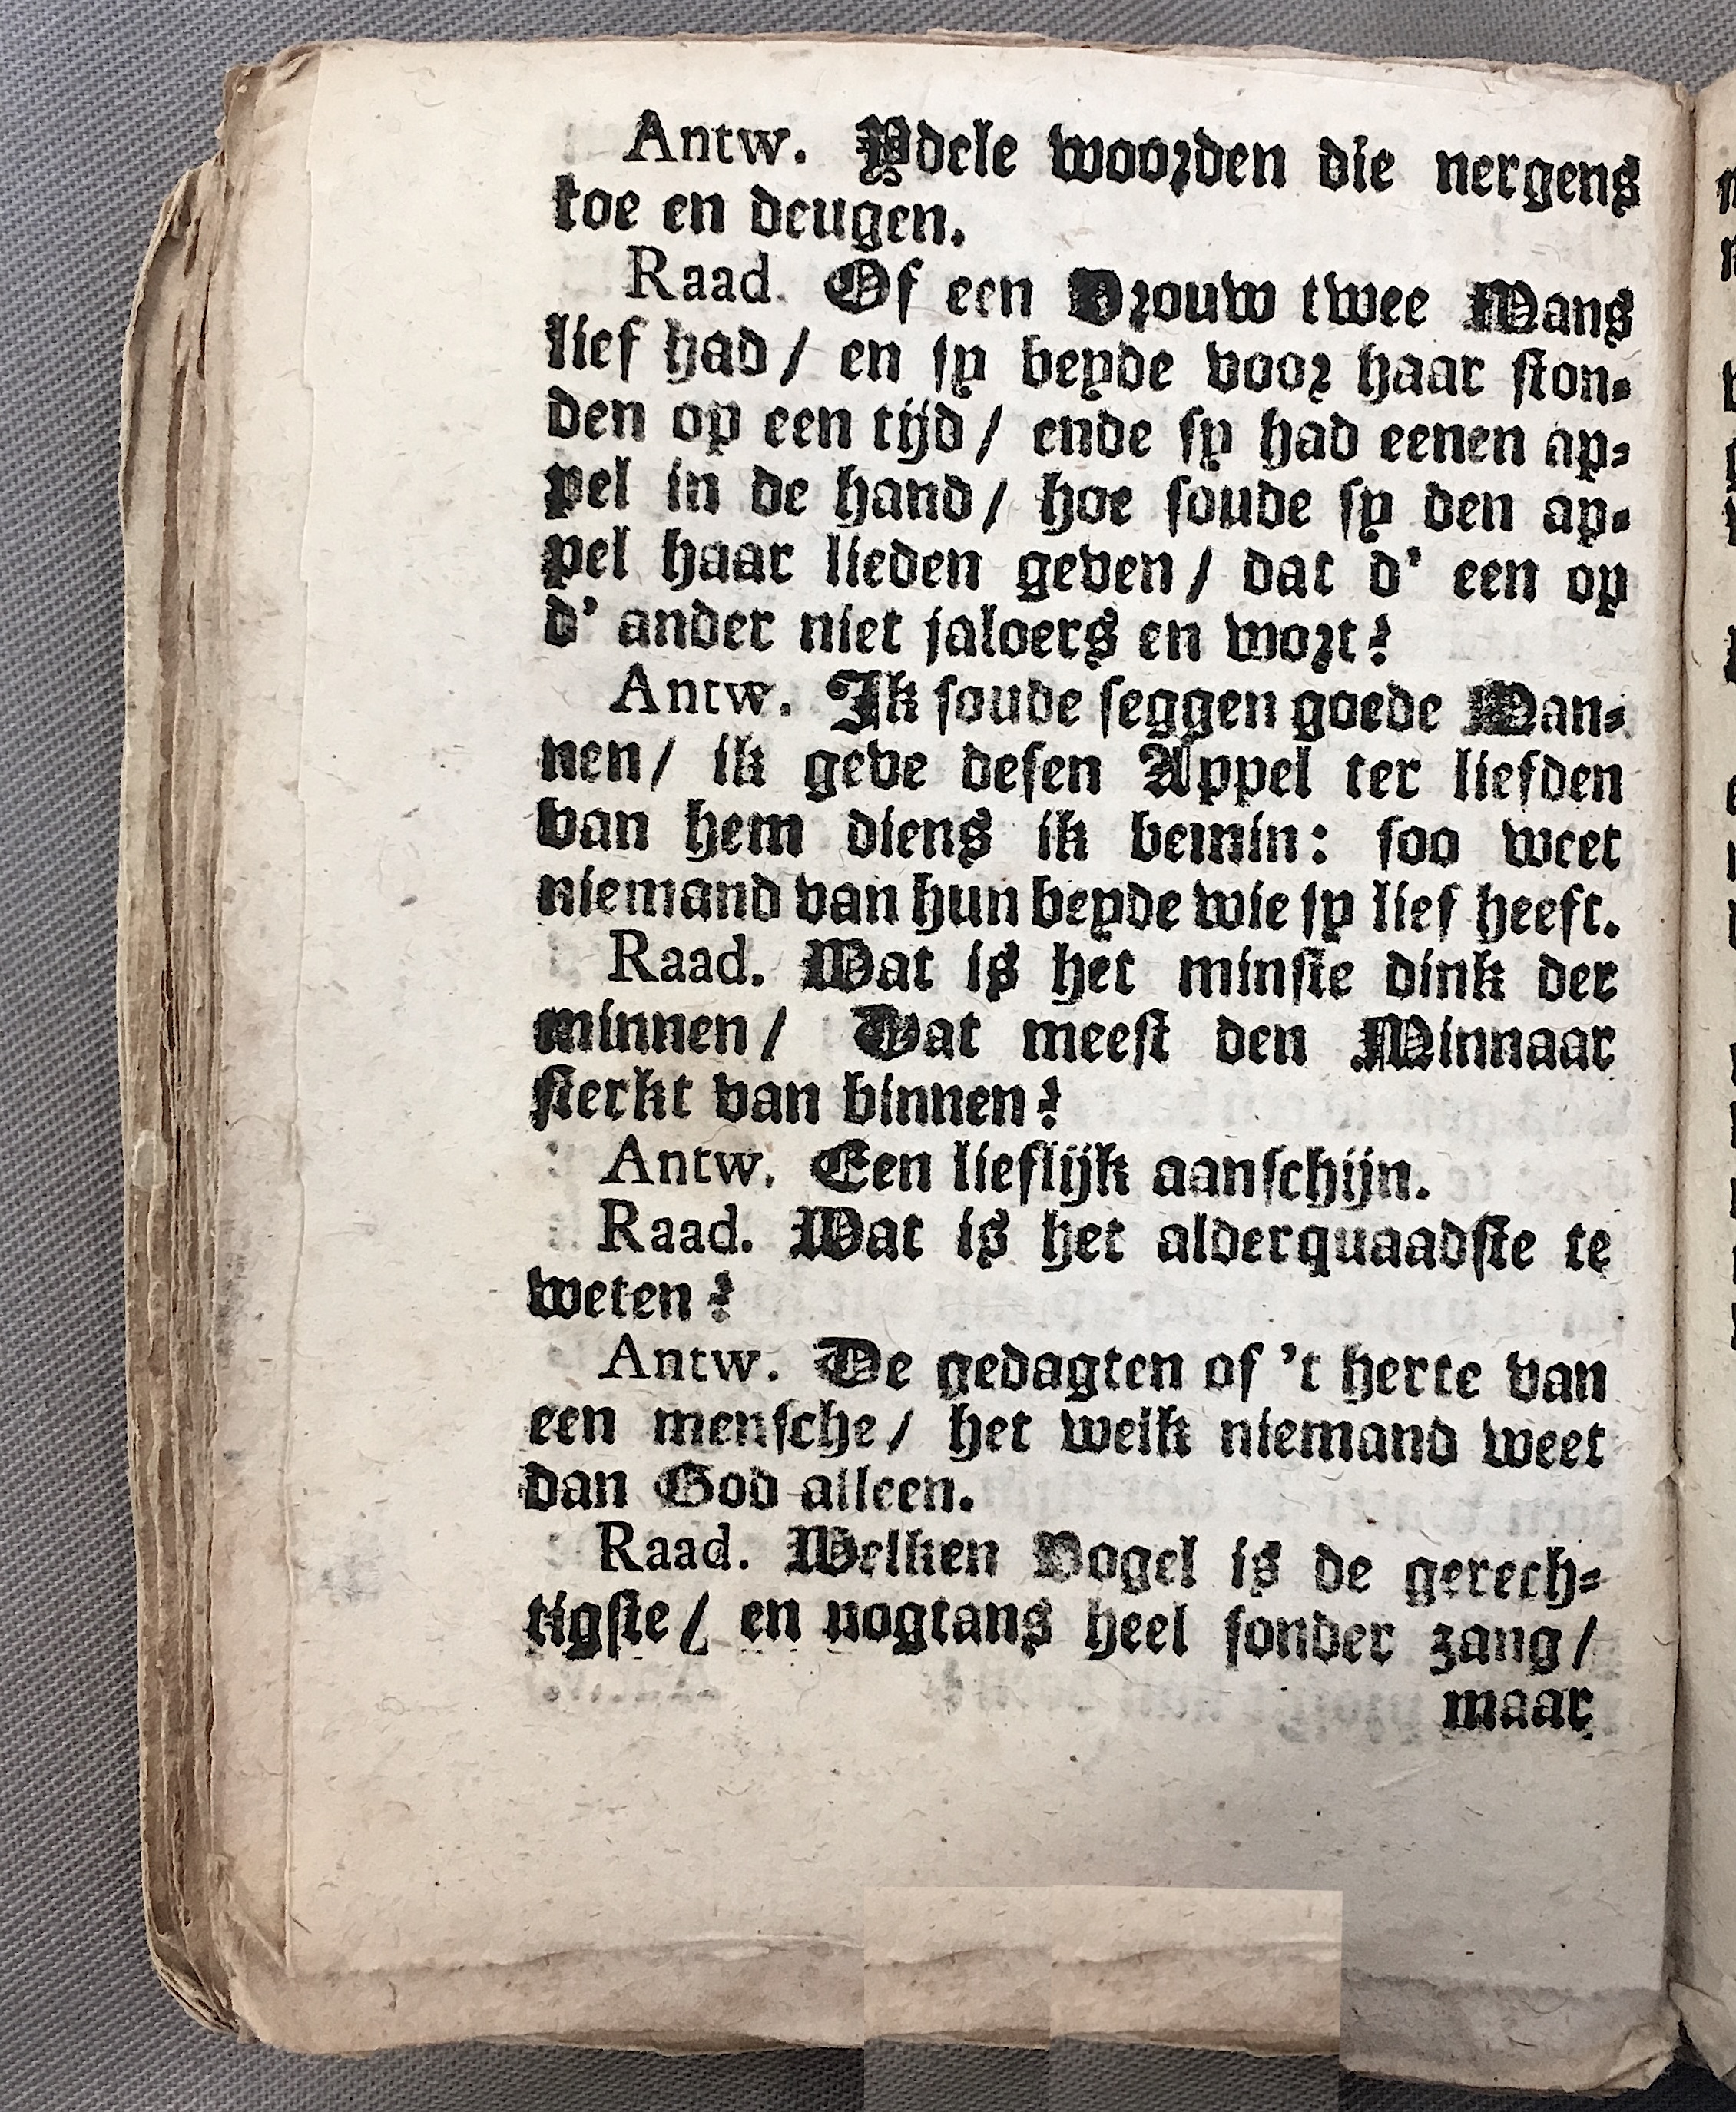 Antw. Ydele woorden die nergens
toe en deugen.
Raad. Of een Vrouw twee Mans
lief had / en sy beyde voor haar ston-
den op een tijd / ende sy had eenen ap-
pel in de hand / hoe soude sy den ap-
pel haar lieden geven / dat d' een op
d' ander niet jaloers en wort?
Antw. Ik soude seggen goede Man-
nen / ik geve desen Appel ter liefden
van hem diens ik bemin: soo weet
niemand van hun beyde wie sy lief heeft.
Raad. Wat is het minste dink der
minnen / Wat meest den Minnaar
sterkt van binnen?
Antw. Een lieflijk aanschijn.
Raad. Wat is het alderquaadste te
weten?
Antw. De gedagten of 't herte van
een mensche / het welk niemand weet
dan God alleen.
Raad. Welken Vogel is de gerech-
tigste / en nogtans heel sonder zang /
maar